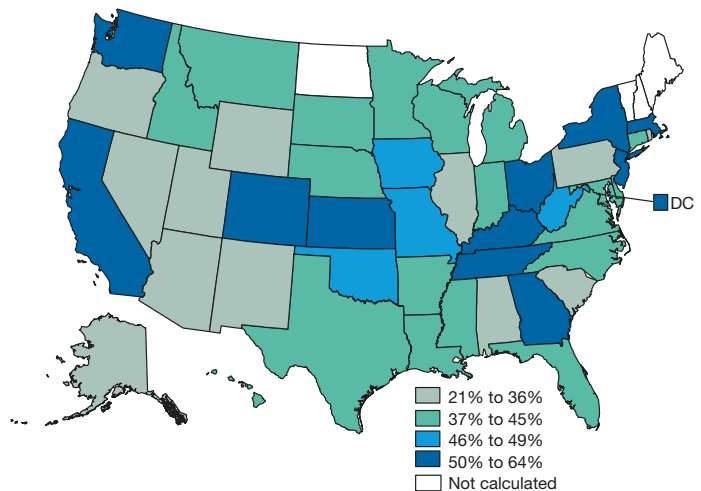 DC
21% to 36%
37% to 45%
46% to 49%
50% to 64%
Not calculated